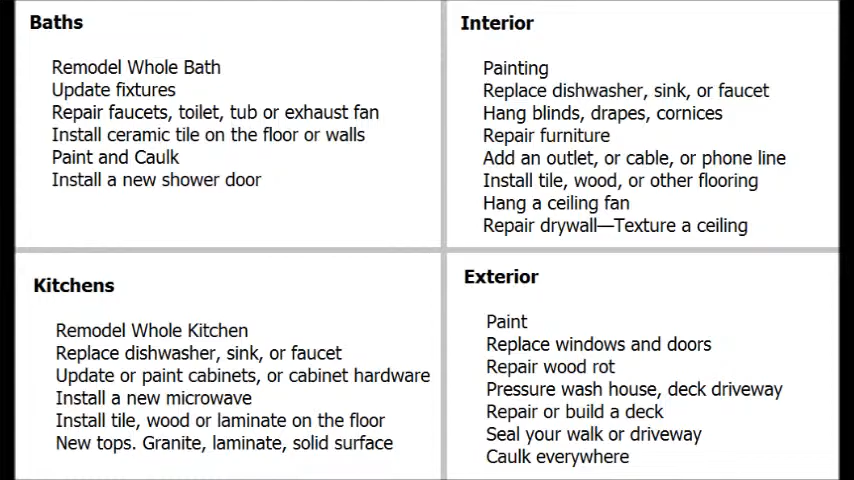 Baths
Remodel Whole Bath
Update fixtures
Repair faucets, toilet, tub or exhaust fan
Install ceramic tile on the floor or walls
Paint and Caulk
Install a new shower door
Interior
Painting
Replace dishwasher, sink, or faucet
Hang blinds, drapes, cornices
Repair furniture
Add an outlet, or cable, or phone line
Install tile, wood, or other flooring
Hang a ceiling fan
Repair drywall—Texture a ceiling
Kitchens
Remodel Whole Kitchen
Replace dishwasher, sink, or faucet
Update or paint cabinets, or cabinet hardware
Install a new microwave
Install tile, wood or laminate on the floor
New tops. Granite, laminate, solid surface
Exterior
Paint
Replace windows and doors
Repair wood rot
Pressure wash house, deck driveway
Repair or build a deck
Seal your walk or driveway
Caulk everywhere